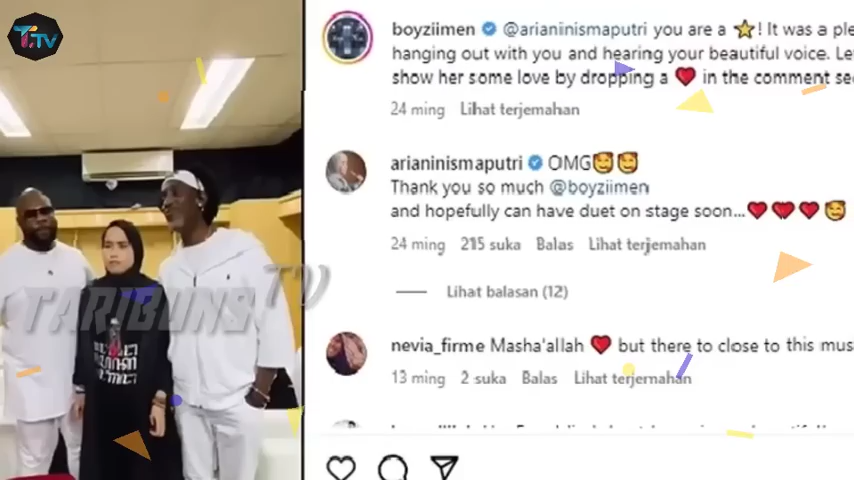 TV
boyziimen @arianinismaputri you are a ⭐! It was a ple
hanging out with you and hearing your beautiful voice. Le
show her some love by dropping a ❤️ in the comment se
24 ming Lihat terjemahan
arianinismaputri OMG🥰🥰
Thank you so much @boyziimen
and hopefully can have duet on stage soon...❤️❤️❤️🥰
24 ming 215 suka Balas Lihat terjemahan
Lihat balasan (12)
nevia_firme Masha'allah ❤️ but there to close to this mus
13 ming 2 suka Balas Lihat terjemahan
TARIBUNS TV